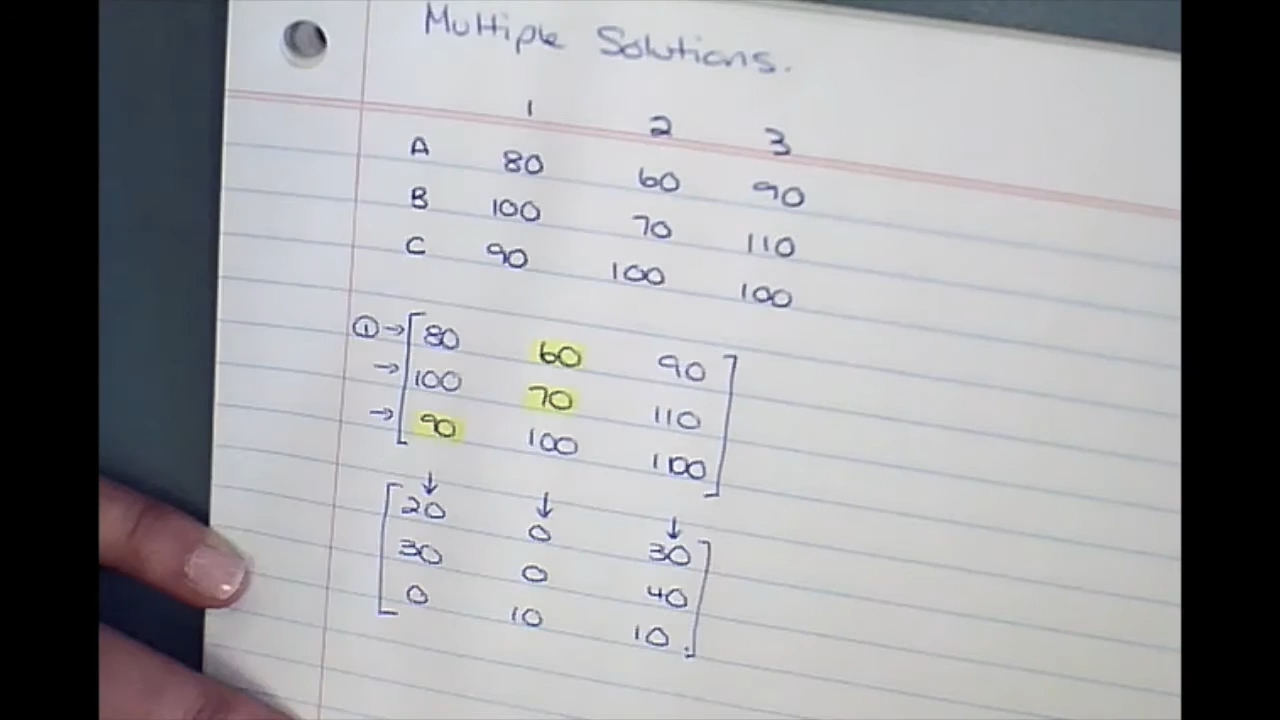 Multiple Solutions.
1 2 3
A 80 60 90
B 100 70 110
C 90 100 100
① → [ 80 60 90 ]
→ 100 70 110
→ 90 100 100
↓ ↓ ↓
[ 20 0 30 ]
30 0 40
0 10 10.